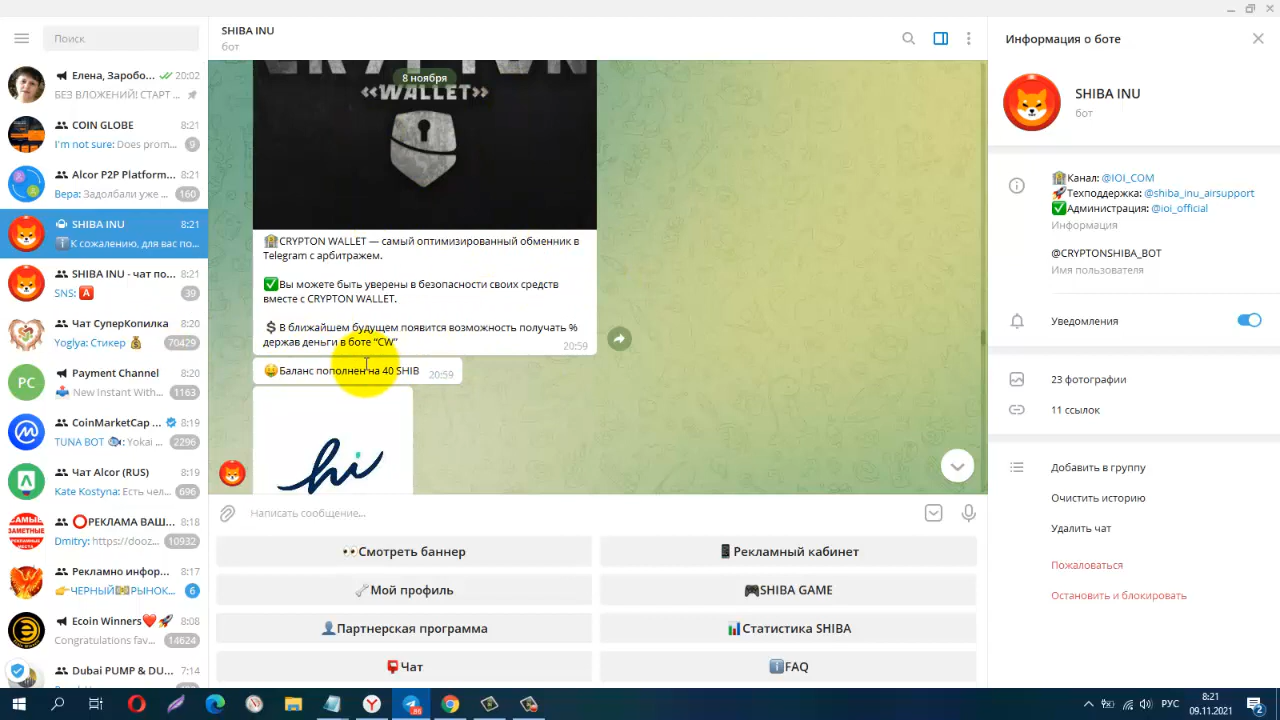 Поиск
Елена, Заробо... 20:02
БЕЗ ВЛОЖЕНИЙ! СТАРТ ...
COIN GLOBE 8:21
I'm not sure: Does prom... 9
Alcor P2P Platform... 8:21
Вера: Задолбали уже ... 160
SHIBA INU 8:21
К сожалению, для вас по...
SHIBA INU - чат по... 8:21
SNS: 🅰 39
Чат СуперКопилка 8:20
Yoglya: Стикер 💰 70429
PC
Payment Channel 8:19
New Instant With... 1163
CoinMarketCap ... 8:19
TUNA BOT 🐟: Yokai ... 2296
Чат Alcor (RUS) 8:19
Kate Kostyna: Есть чел... 696
САМЫЕ
ЗАМЕТНЫЕ
⭕РЕКЛАМА ВАШ... 8:18
Dmitry: https://dooz... 10932
Рекламно инфор... 8:17
👉ЧЕРНЫЙ💵РЫНОК... 6
Ecoin Winners❤️🚀 8:08
Congratulations fav... 14624
Dubai PUMP & DU... 7:14
SHIBA INU
бот
CRYPTON
8 ноября
«WALLET»
🏦CRYPTON WALLET — самый оптимизированный обменник в
Telegram с арбитражем.
✅Вы можете быть уверены в безопасности своих средств
вместе с CRYPTON WALLET.
💲В ближайшем будущем появится возможность получать %
держав деньги в боте “CW”
20:59
🤑Баланс пополнен на 40 SHIB 20:59
hi
Написать сообщение...
👀Смотреть баннер
📱Рекламный кабинет
🔧Мой профиль
🎮SHIBA GAME
👤Партнерская программа
📊Статистика SHIBA
📮Чат
ℹ️FAQ
Информация о боте
SHIBA INU
бот
🏦Канал: @IOI_COM
🚀Техподдержка: @shiba_inu_airsupport
✅Администрация: @ioi_official
Информация
@CRYPTONSHIBA_BOT
Имя пользователя
Уведомления
23 фотографии
11 ссылок
Добавить в группу
Очистить историю
Удалить чат
Пожаловаться
Остановить и блокировать
РУС
8:21
09.11.2021
2